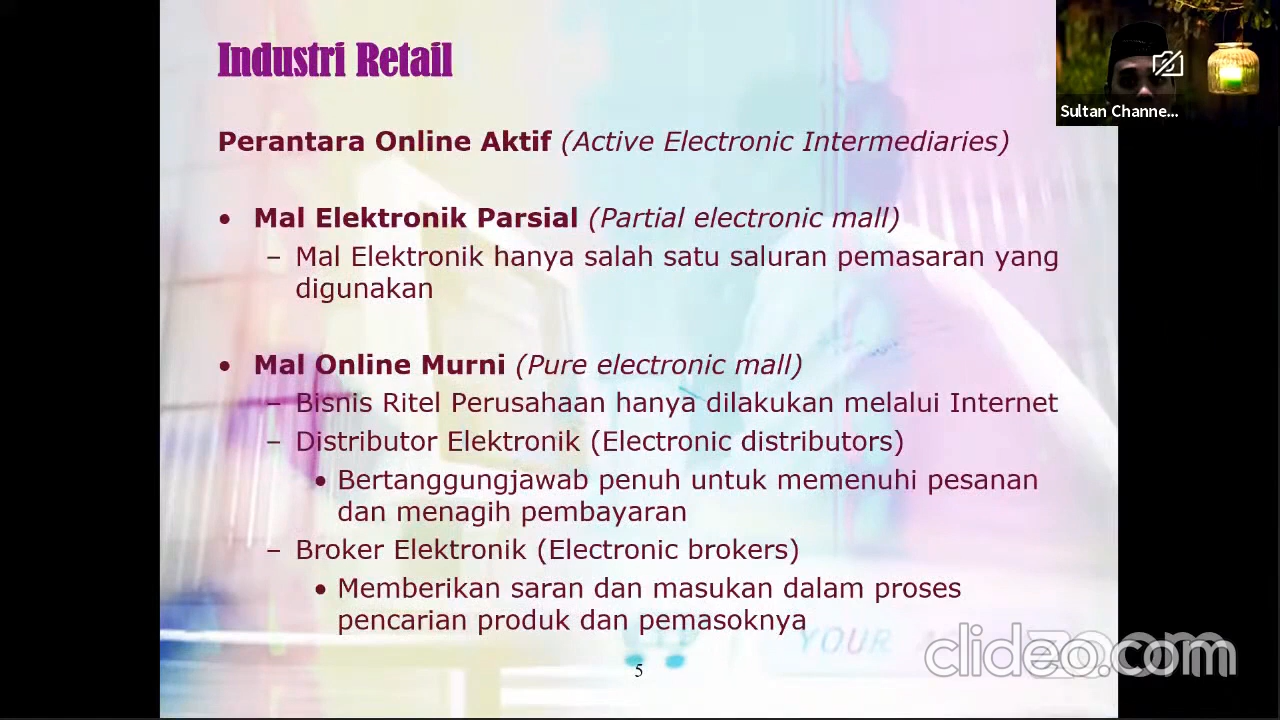 Industri Retail
Sultan Channe...
Perantara Online Aktif (Active Electronic Intermediaries)
• Mal Elektronik Parsial (Partial electronic mall)
– Mal Elektronik hanya salah satu saluran pemasaran yang
digunakan
• Mal Online Murni (Pure electronic mall)
– Bisnis Ritel Perusahaan hanya dilakukan melalui Internet
– Distributor Elektronik (Electronic distributors)
• Bertanggungjawab penuh untuk memenuhi pesanan
dan menagih pembayaran
– Broker Elektronik (Electronic brokers)
• Memberikan saran dan masukan dalam proses
pencarian produk dan pemasoknya
YOUR
clideo.com
zoom
5